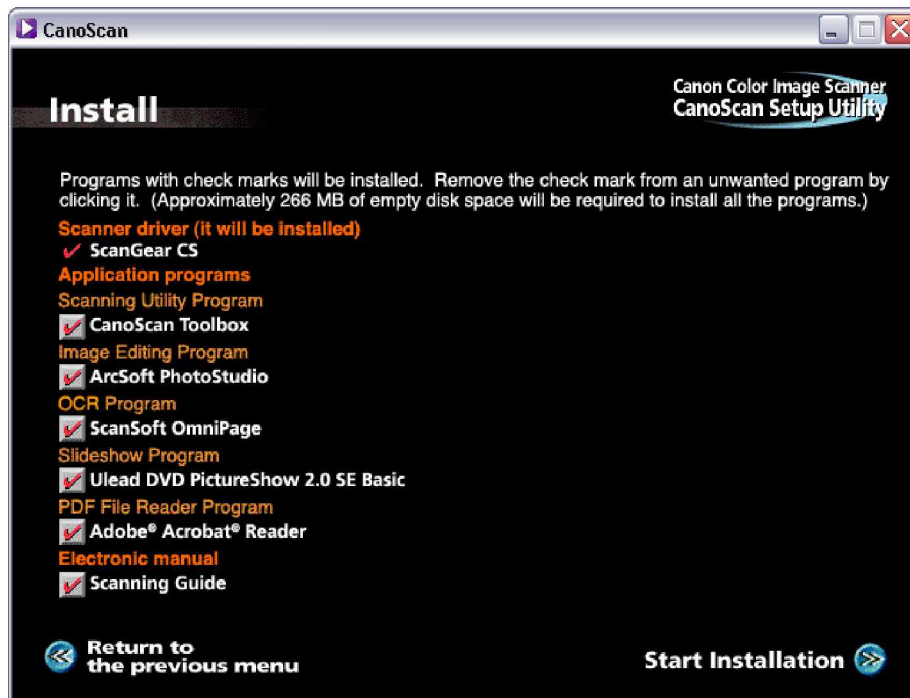 CanoScan
Install
Canon Color Image Scanner
CanoScan Setup Utility
Programs with check marks will be installed. Remove the check mark from an unwanted program by
clicking it. (Approximately 266 MB of empty disk space will be required to install all the programs.)
Scanner driver (it will be installed)
ScanGear CS
Application programs
Scanning Utility Program
CanoScan Toolbox
Image Editing Program
ArcSoft PhotoStudio
OCR Program
ScanSoft OmniPage
Slideshow Program
Ulead DVD PictureShow 2.0 SE Basic
PDF File Reader Program
Adobe® Acrobat® Reader
Electronic manual
Scanning Guide
Return to
the previous menu
Start Installation